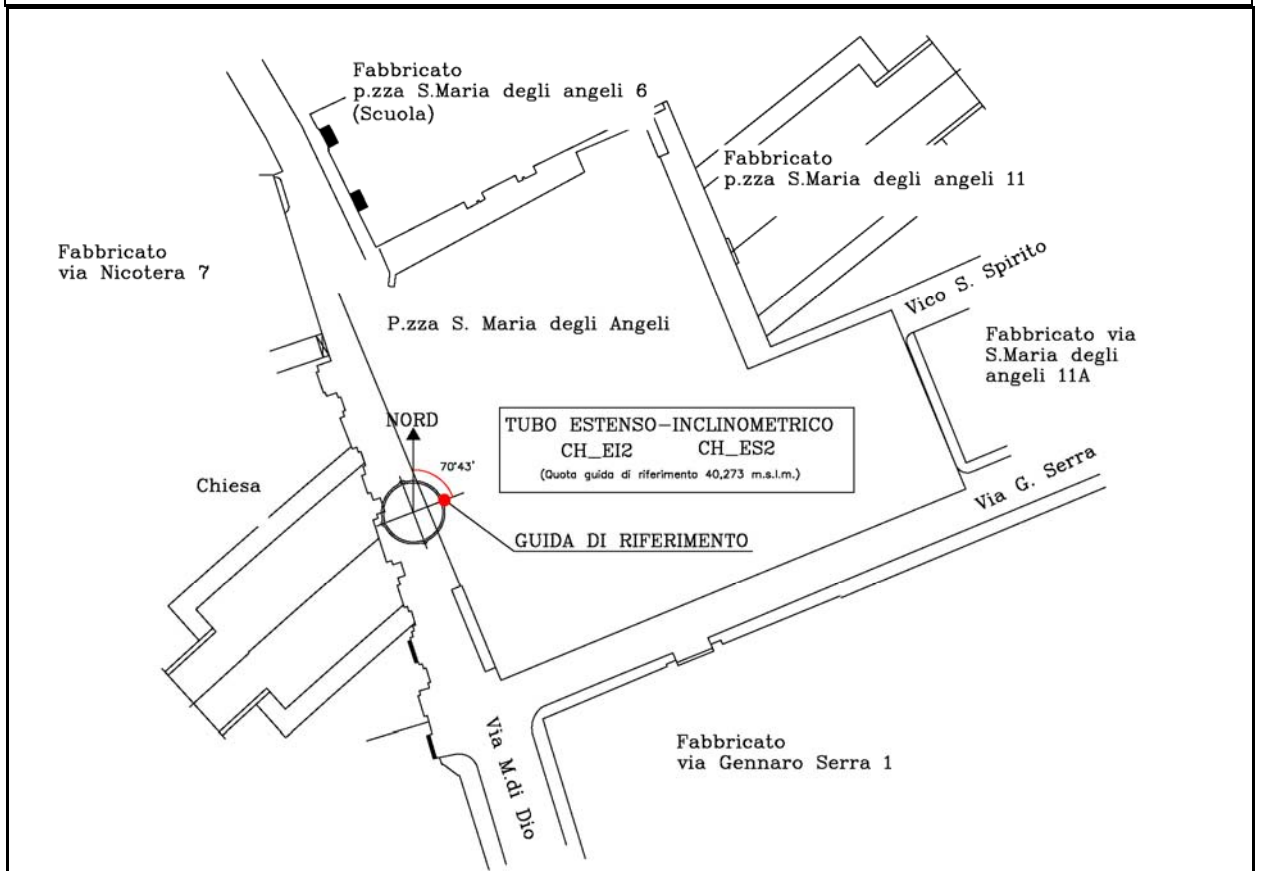 Fabbricato
p.zza S.Maria degli angeli 6
(Scuola)
Fabbricato
p.zza S.Maria degli angeli 11
Fabbricato
via Nicotera 7
Vico S. Spirito
P.zza S. Maria degli Angeli
Fabbricato via
S.Maria degli
angeli 11A
NORD
70°43'
TUBO ESTENSO-INCLINOMETRICO
CH_EI2 CH_ES2
(Quota guida di riferimento 40,273 m.s.l.m.)
Chiesa
Via G. Serra
GUIDA DI RIFERIMENTO
Via M.di Dio
Fabbricato
via Gennaro Serra 1